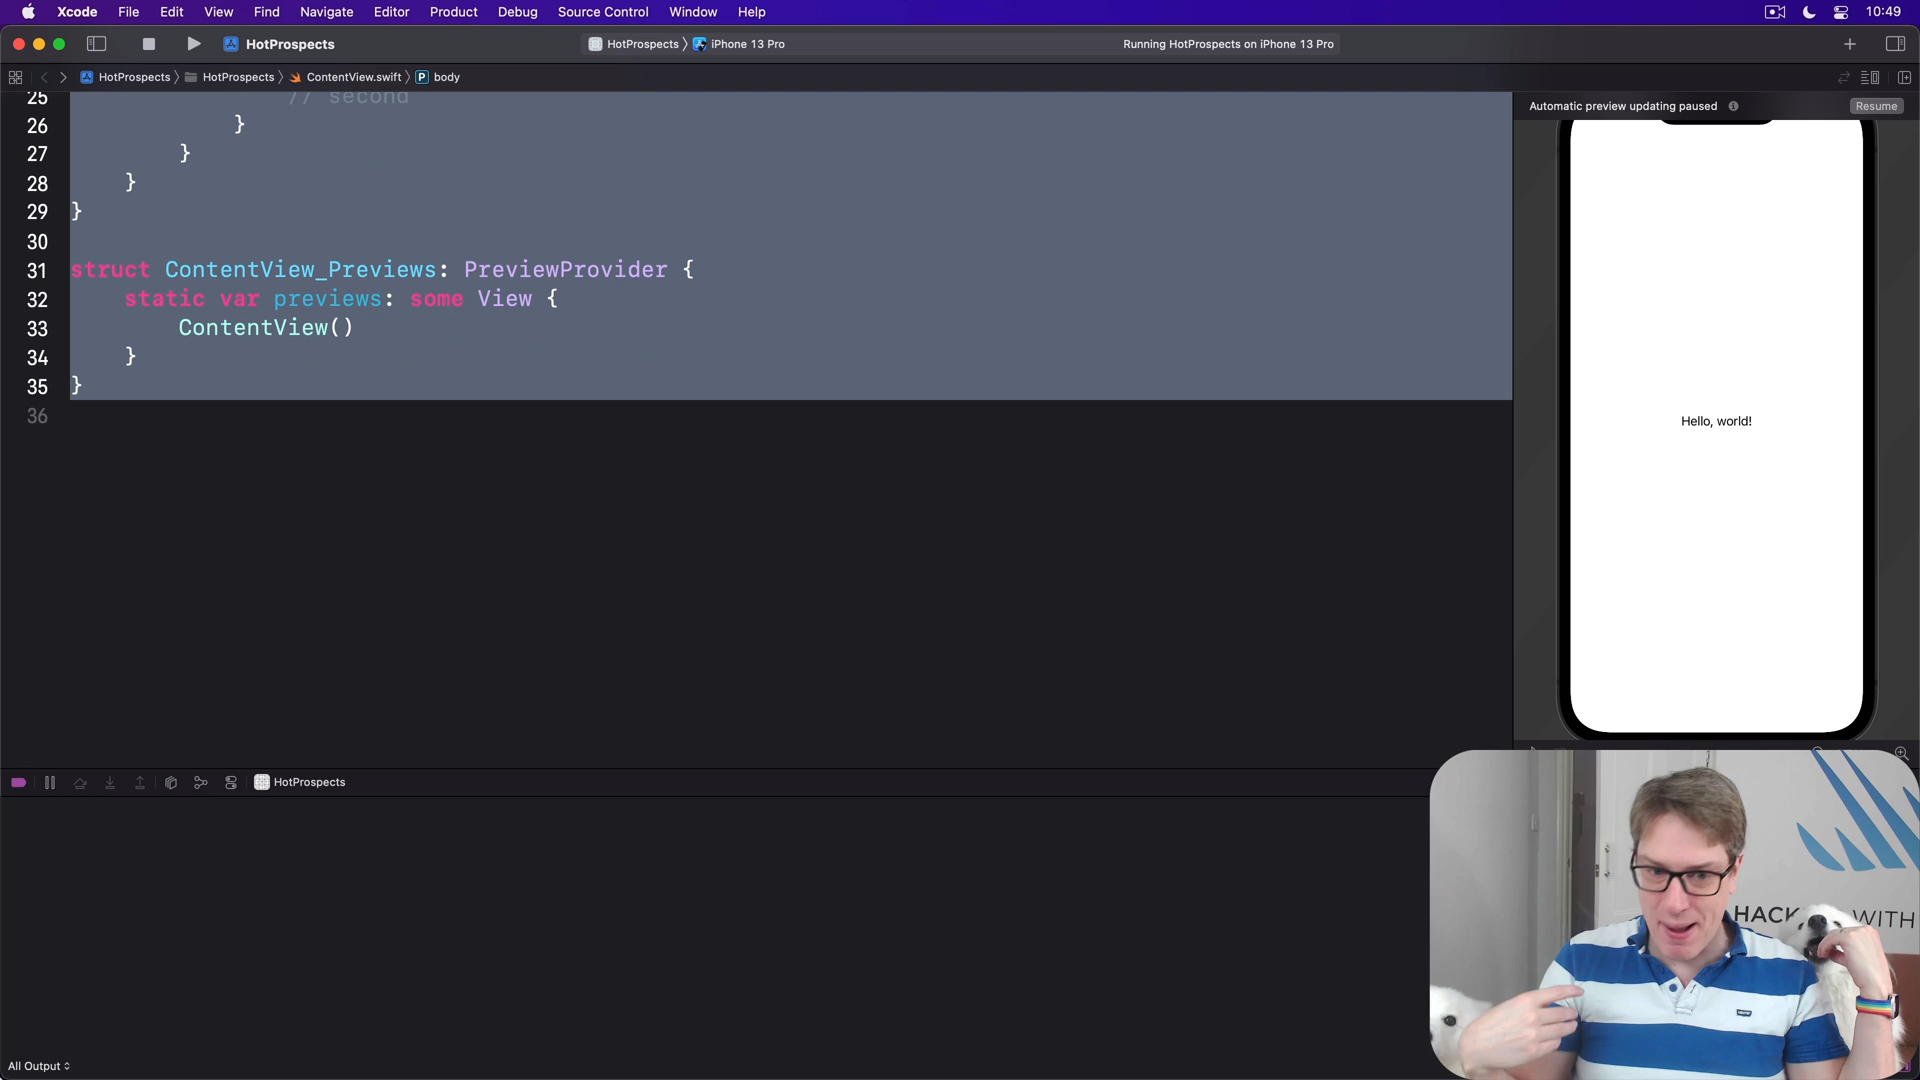 Xcode File Edit View Find Navigate Editor Product Debug Source Control Window Help 10:49
HotProspects HotProspects 〉 iPhone 13 Pro Running HotProspects on iPhone 13 Pro
HotProspects 〉 HotProspects 〉 ContentView.swift 〉 P body
Automatic preview updating paused Resume
25 // second
26 }
27 }
28 }
29 }
30
31 struct ContentView_Previews: PreviewProvider {
32 static var previews: some View {
33 ContentView()
34 }
35 }
36
Hello, world!
HotProspects
HACK WITH
All Output